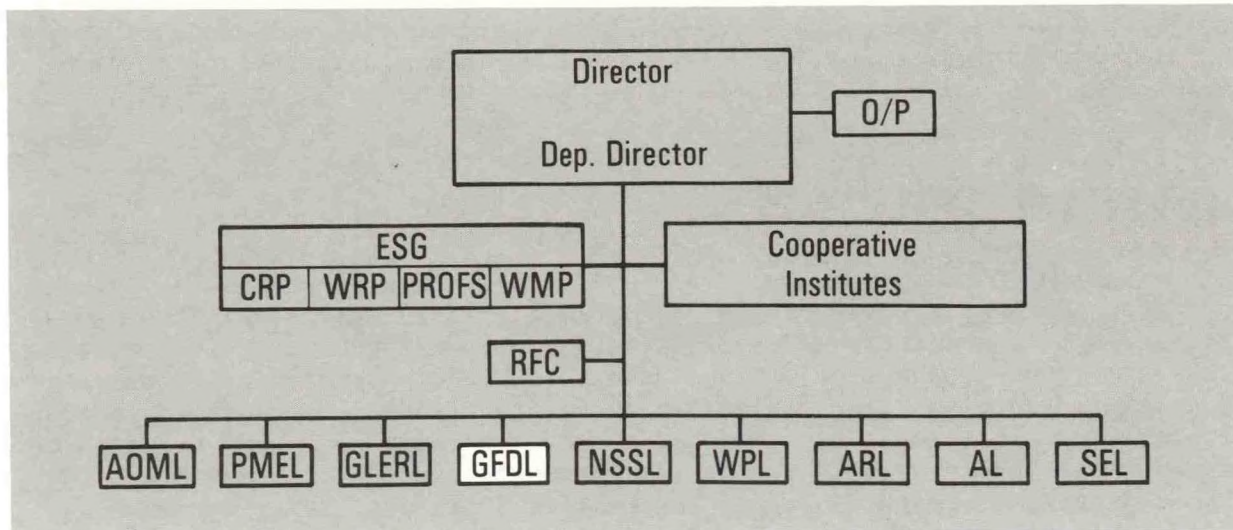 Director
Dep. Director
O/P
ESG
CRP WRP PROFS WMP
Cooperative
Institutes
RFC
AOML PMEL GLERL GFDL NSSL WPL ARL AL SEL